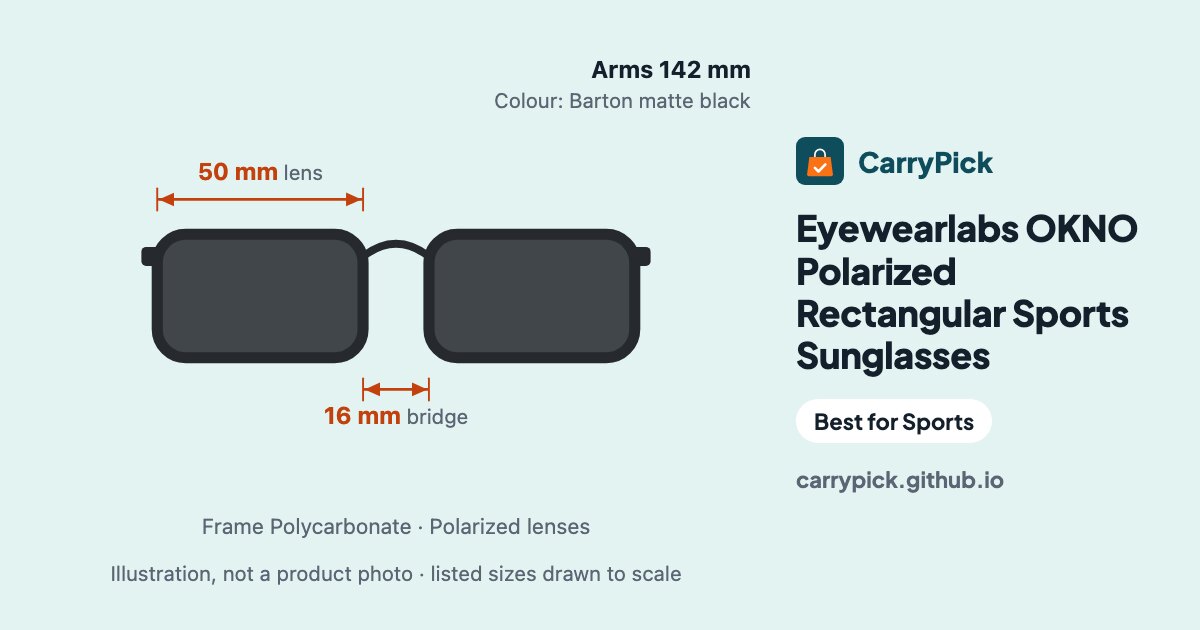 Arms 142 mm
Colour: Barton matte black
50 mm lens
16 mm bridge
Frame Polycarbonate · Polarized lenses
Illustration, not a product photo · listed sizes drawn to scale
CarryPick
Eyewearlabs OKNO
Polarized
Rectangular Sports
Sunglasses
Best for Sports
carrypick.github.io